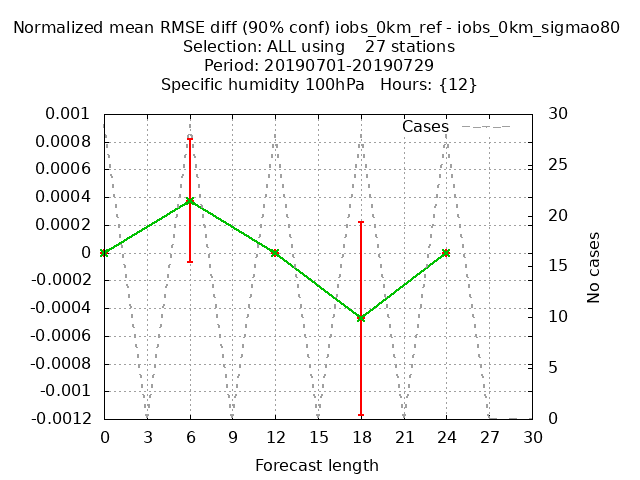 Normalized mean RMSE diff (90% conf) iobs_0km_ref - iobs_0km_sigmao80
Selection: ALL using    27 stations
Period: 20190701-20190729
Specific humidity 100hPa   Hours: {12}
Cases
0.001
0.0008
0.0006
0.0004
0.0002
0
-0.0002
-0.0004
-0.0006
-0.0008
-0.001
-0.0012
30
25
20
15
10
5
0
No cases
0 3 6 9 12 15 18 21 24 27 30
Forecast length